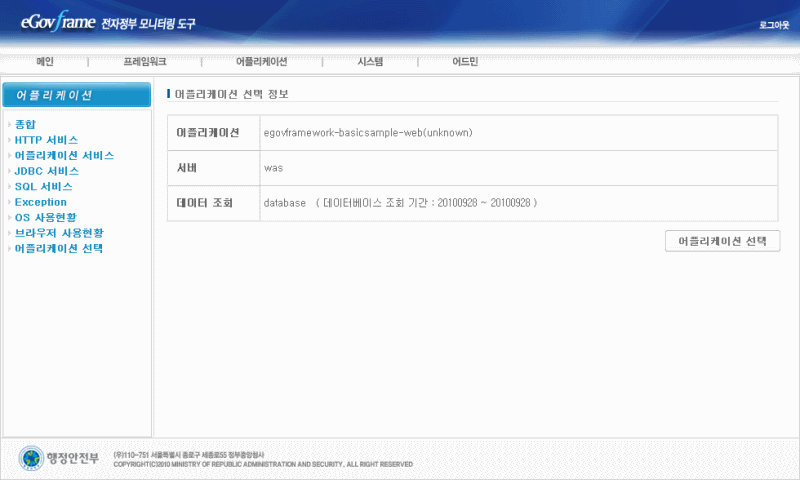 eGovframe 전자정부 모니터링 도구
로그아웃
메인 | 프레임워크 | 어플리케이션 | 시스템 | 어드민
어플리케이션
종합
HTTP 서비스
어플리케이션 서비스
JDBC 서비스
SQL 서비스
Exception
OS 사용현황
브라우저 사용현황
어플리케이션 선택
어플리케이션 선택 정보
어플리케이션 egovframework-basicsample-web(unknown)
서버 was
데이터 조회 database ( 데이터베이스 조회 기간 : 20100928 ~ 20100928 )
어플리케이션 선택
행정안전부
(우)110-751 서울특별시 종로구 세종로55 정부중앙청사
COPYRIGHT(C)2010 MINISTRY OF REPUBLIC ADMINISTRATION AND SECURITY, ALL RIGHT RESERVED